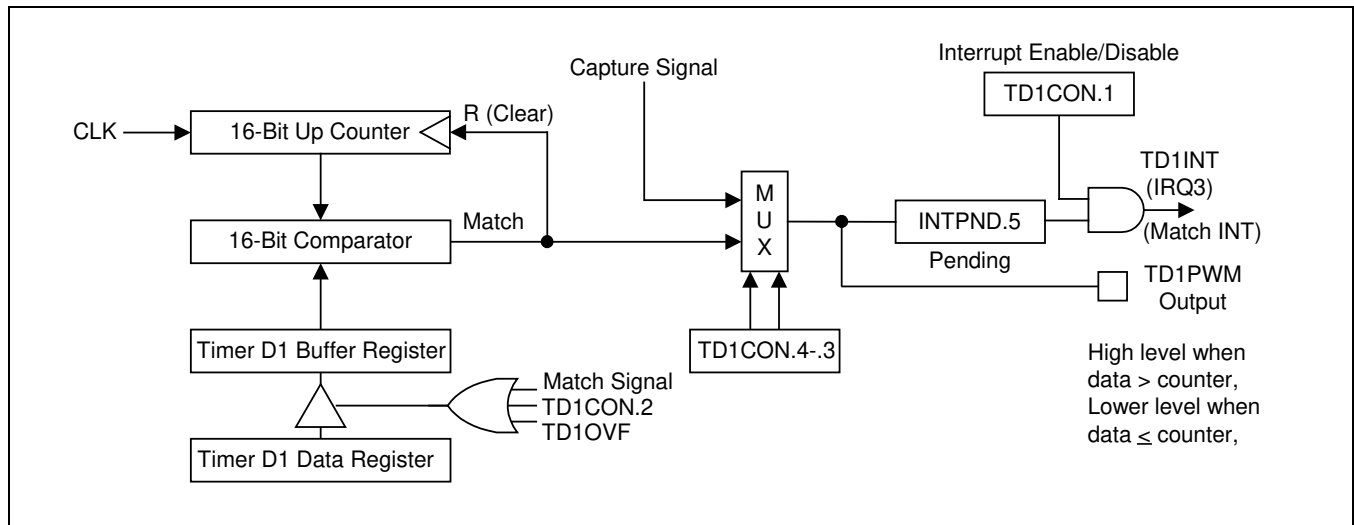 Interrupt Enable/Disable
Capture Signal
TD1CON.1
R (Clear)
CLK
16-Bit Up Counter
TD1INT
(IRQ3)
M
U
X
Match
16-Bit Comparator
INTPND.5
(Match INT)
Pending
TD1PWM
Output
Timer D1 Buffer Register
TD1CON.4-.3
High level when
data > counter,
Lower level when
data ≤ counter,
Match Signal
TD1CON.2
TD1OVF
Timer D1 Data Register